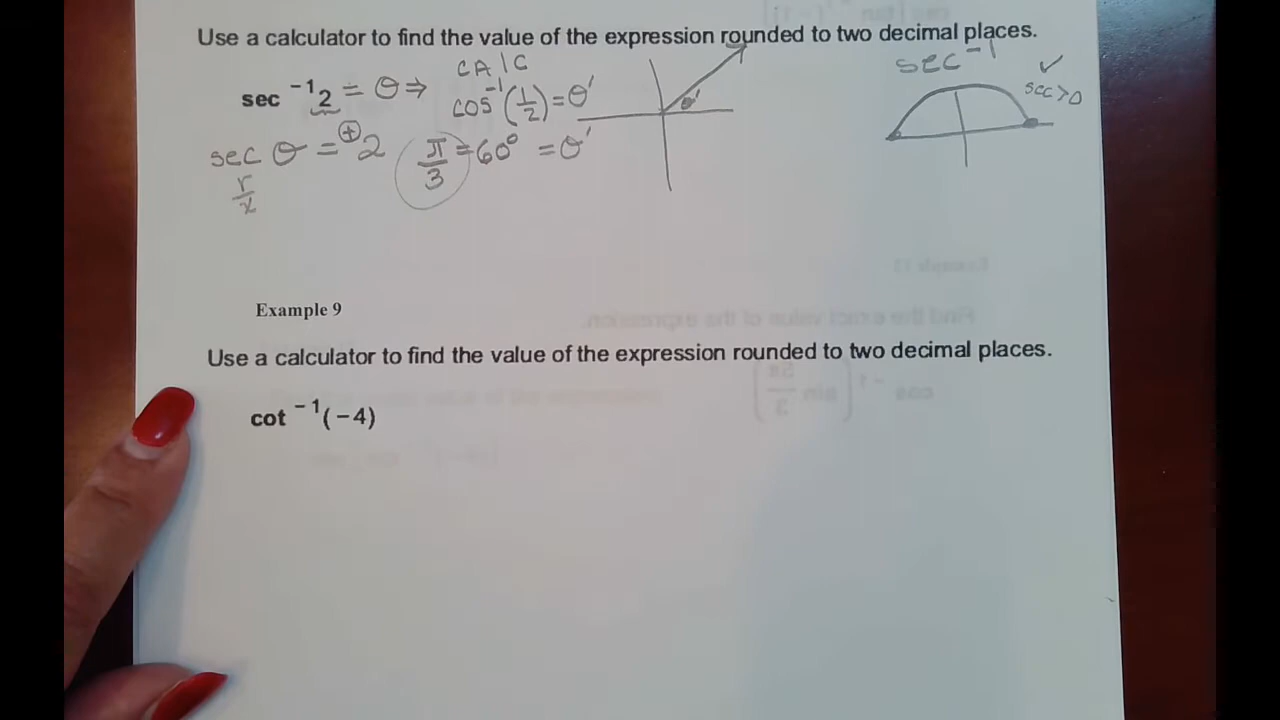 Use a calculator to find the value of the expression rounded to two decimal places.
sec⁻¹2 = θ ⇒
CAlC
cos⁻¹(1/2) = θ'
θ'
sec⁻¹
✓
sec>0
sec θ = ⊕2
r/x
π/3 = 60° = θ'
Example 9
Use a calculator to find the value of the expression rounded to two decimal places.
cot⁻¹(−4)